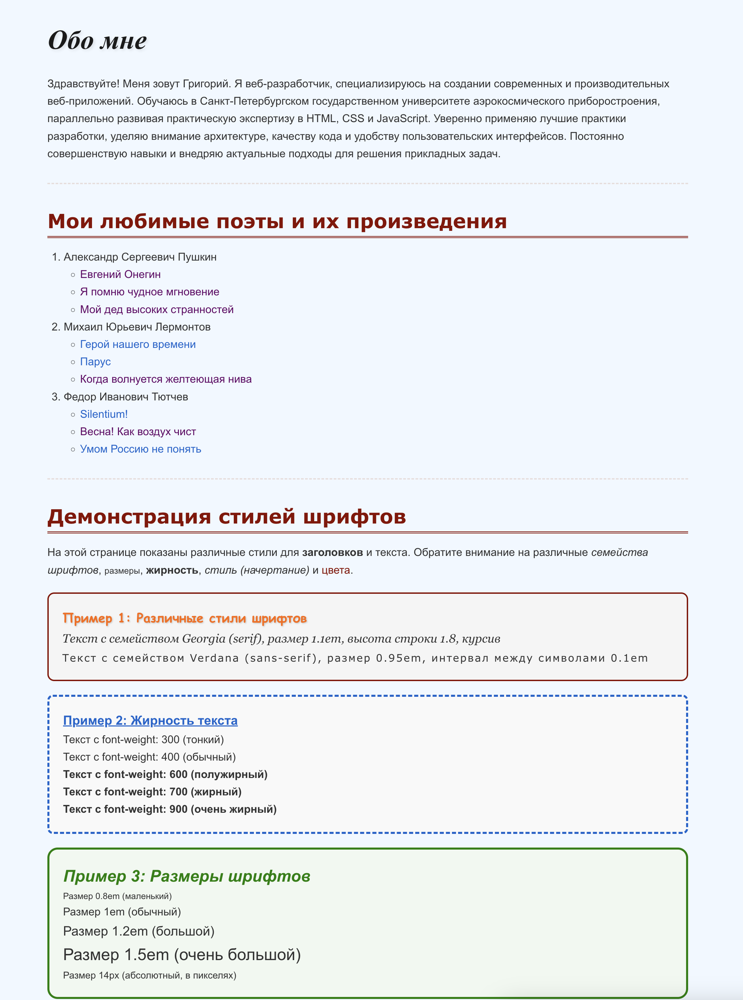 Обо мне
Здравствуйте! Меня зовут Григорий. Я веб-разработчик, специализируюсь на создании современных и производительных
веб-приложений. Обучаюсь в Санкт-Петербургском государственном университете аэрокосмического приборостроения,
параллельно развивая практическую экспертизу в HTML, CSS и JavaScript. Уверенно применяю лучшие практики
разработки, уделяю внимание архитектуре, качеству кода и удобству пользовательских интерфейсов. Постоянно
совершенствую навыки и внедряю актуальные подходы для решения прикладных задач.
Мои любимые поэты и их произведения
1. Александр Сергеевич Пушкин
Евгений Онегин
Я помню чудное мгновение
Мой дед высоких странностей
2. Михаил Юрьевич Лермонтов
Герой нашего времени
Парус
Когда волнуется желтеющая нива
3. Федор Иванович Тютчев
Silentium!
Весна! Как воздух чист
Умом Россию не понять
Демонстрация стилей шрифтов
На этой странице показаны различные стили для заголовков и текста. Обратите внимание на различные семейства
шрифтов, размеры, жирность, стиль (начертание) и цвета.
Пример 1: Различные стили шрифтов
Текст с семейством Georgia (serif), размер 1.1em, высота строки 1.8, курсив
Текст с семейством Verdana (sans-serif), размер 0.95em, интервал между символами 0.1em
Пример 2: Жирность текста
Текст с font-weight: 300 (тонкий)
Текст с font-weight: 400 (обычный)
Текст с font-weight: 600 (полужирный)
Текст с font-weight: 700 (жирный)
Текст с font-weight: 900 (очень жирный)
Пример 3: Размеры шрифтов
Размер 0.8em (маленький)
Размер 1em (обычный)
Размер 1.2em (большой)
Размер 1.5em (очень большой)
Размер 14px (абсолютный, в пикселях)